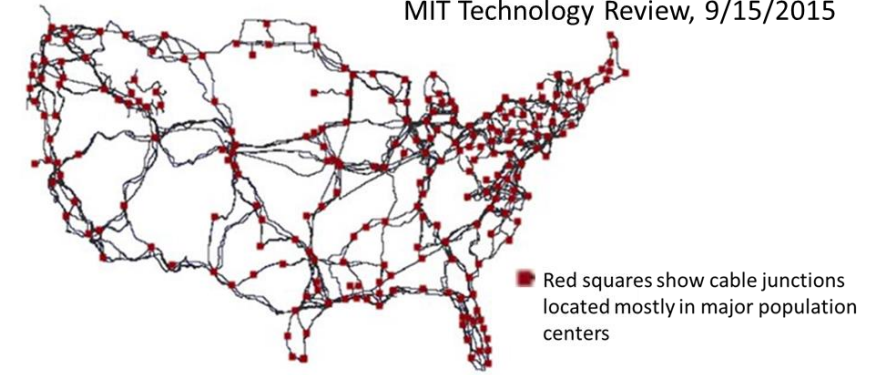 MIT Technology Review, 9/15/2015
Red squares show cable junctions
located mostly in major population
centers